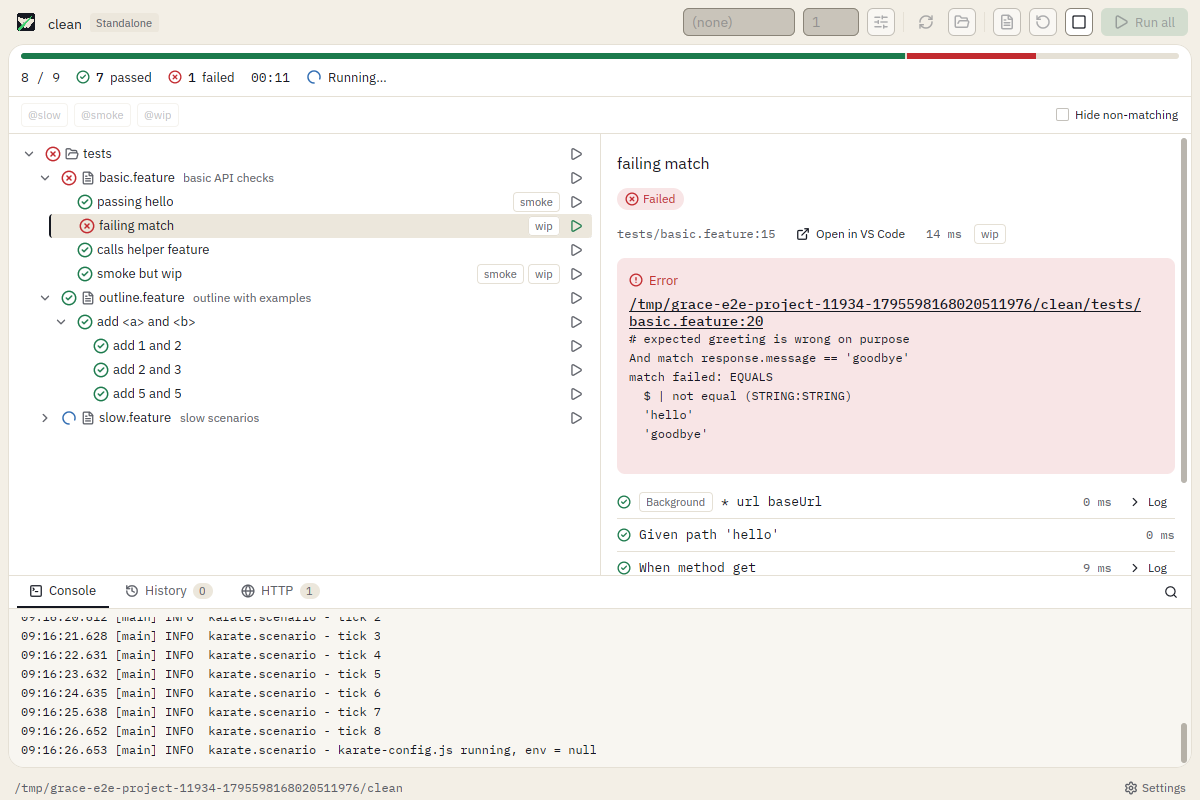 clean Standalone (none) 1 Run all
8 / 9 7 passed 1 failed 00:11 Running...
@slow @smoke @wip Hide non-matching
tests
basic.feature basic API checks
passing hello smoke
failing match wip
calls helper feature
smoke but wip smoke wip
outline.feature outline with examples
add <a> and <b>
add 1 and 2
add 2 and 3
add 5 and 5
slow.feature slow scenarios
failing match
Failed
tests/basic.feature:15 Open in VS Code 14 ms wip
Error
/tmp/grace-e2e-project-11934-1795598168020511976/clean/tests/
basic.feature:20
# expected greeting is wrong on purpose
And match response.message == 'goodbye'
match failed: EQUALS
$ | not equal (STRING:STRING)
'hello'
'goodbye'
Background * url baseUrl 0 ms Log
Given path 'hello' 0 ms
When method get 9 ms Log
Console History 0 HTTP 1
09:16:20.612 [main] INFO karate.scenario - tick 2
09:16:21.628 [main] INFO karate.scenario - tick 3
09:16:22.631 [main] INFO karate.scenario - tick 4
09:16:23.632 [main] INFO karate.scenario - tick 5
09:16:24.635 [main] INFO karate.scenario - tick 6
09:16:25.638 [main] INFO karate.scenario - tick 7
09:16:26.652 [main] INFO karate.scenario - tick 8
09:16:26.653 [main] INFO karate.scenario - karate-config.js running, env = null
/tmp/grace-e2e-project-11934-1795598168020511976/clean Settings